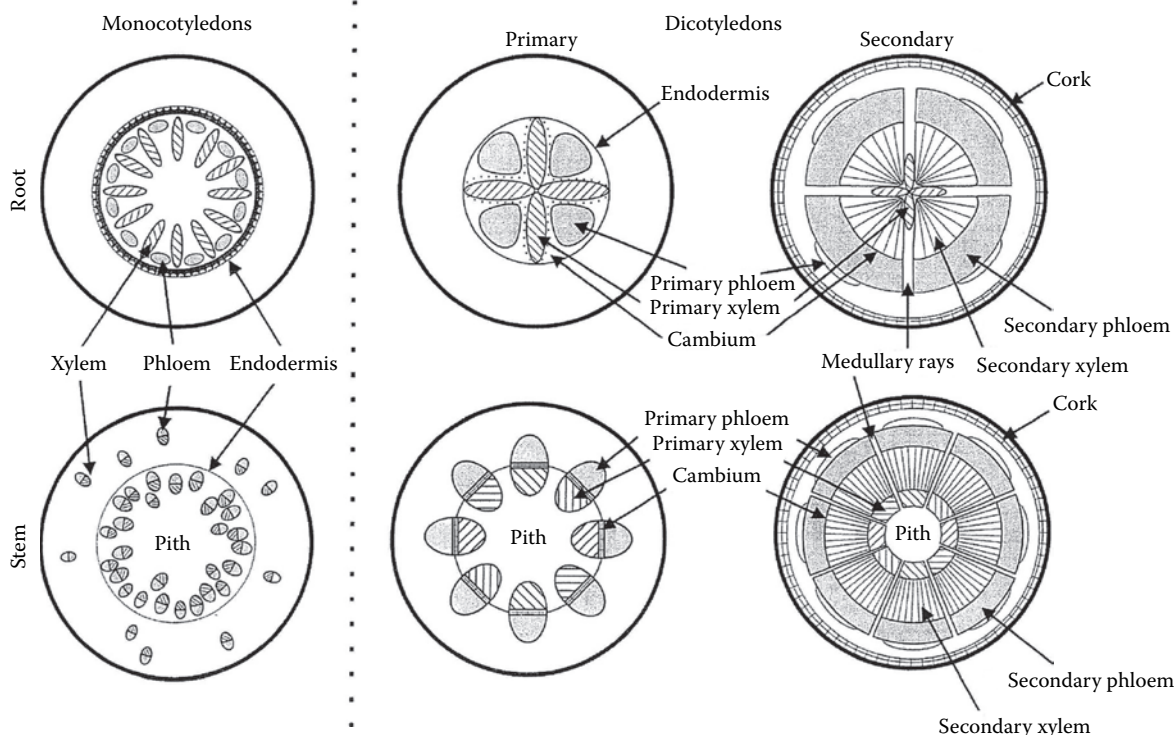 Monocotyledons
Dicotyledons
Primary
Secondary
Root
Endodermis
Cork
Primary phloem
Primary xylem
Cambium
Secondary phloem
Secondary xylem
Medullary rays
Xylem
Phloem
Endodermis
Stem
Pith
Primary phloem
Primary xylem
Cambium
Pith
Cork
Pith
Secondary phloem
Secondary xylem